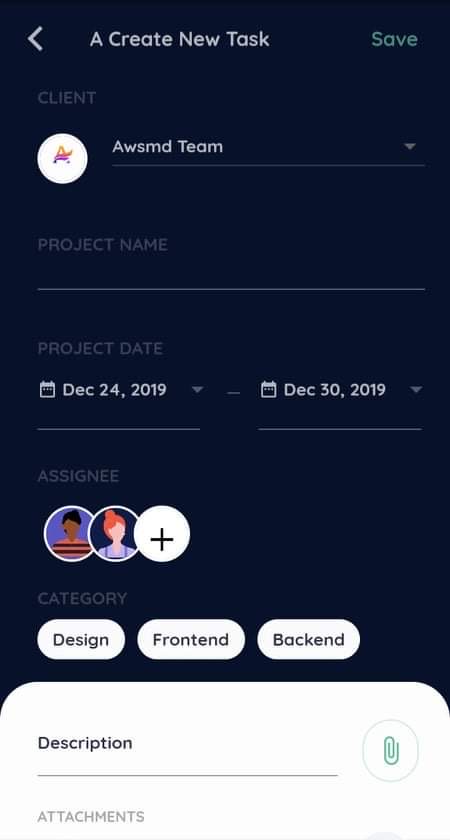 A Create New Task
Save
CLIENT
Awsmd Team
PROJECT NAME
PROJECT DATE
Dec 24, 2019 – Dec 30, 2019
ASSIGNEE
CATEGORY
Design Frontend Backend
Description
ATTACHMENTS